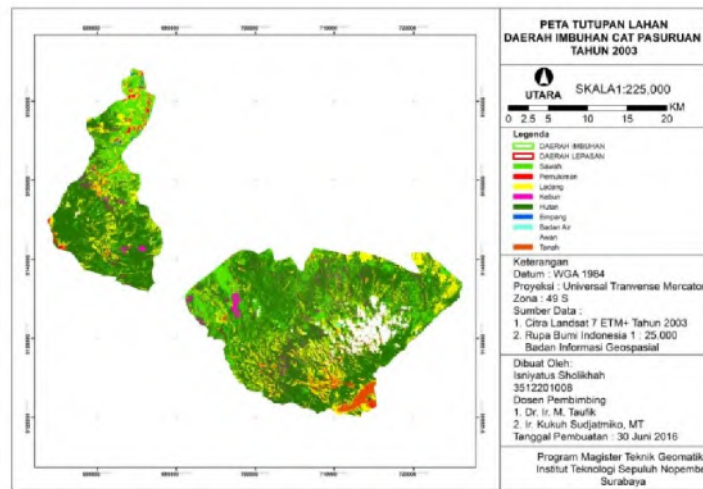 PETA TUTUPAN LAHAN
DAERAH IMBUHAN CAT PASURUAN
TAHUN 2003
UTARA
SKALA1:225.000
KM
0 2.5 5 10 15 20
Legenda
DAERAH IMBUHAN
DAERAH LEPASAN
Sawah
Pemukiman
Ladang
Kebun
Hutan
Empang
Badan Air
Awan
Tanah
Keterangan
Datum : WGA 1984
Proyeksi : Universal Tranvense Mercator
Zona : 49 S
Sumber Data :
1. Citra Landsat 7 ETM+ Tahun 2003
2. Rupa Bumi Indonesia 1 : 25.000
Badan Informasi Geospasial
Dibuat Oleh:
Isniyatus Sholikhah
3512201008
Dosen Pembimbing
1. Dr. Ir. M. Taufik
2. Ir. Kukuh Sudjatmiko, MT
Tanggal Pembuatan : 30 Juni 2016
Program Magister Teknik Geomatik
Institut Teknologi Sepuluh Nopembe
Surabaya